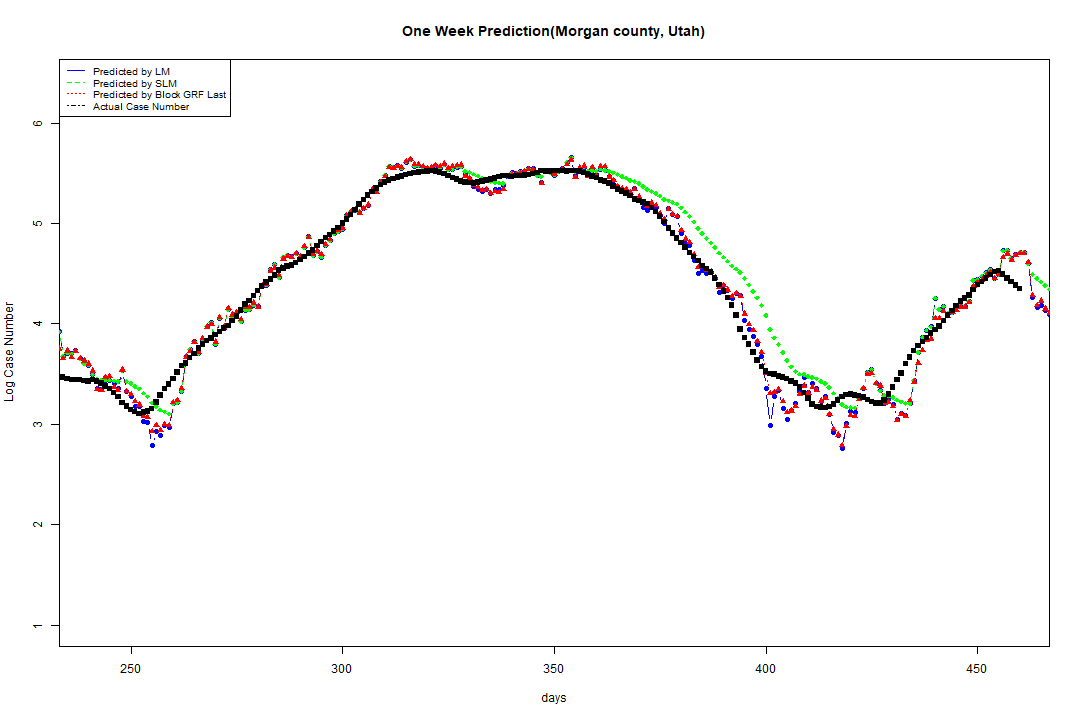 One Week Prediction(Morgan county, Utah)
Predicted by LM
Predicted by SLM
Predicted by Block GRF Last
Actual Case Number
Log Case Number
6
5
4
3
2
1
250 300 350 400 450
days